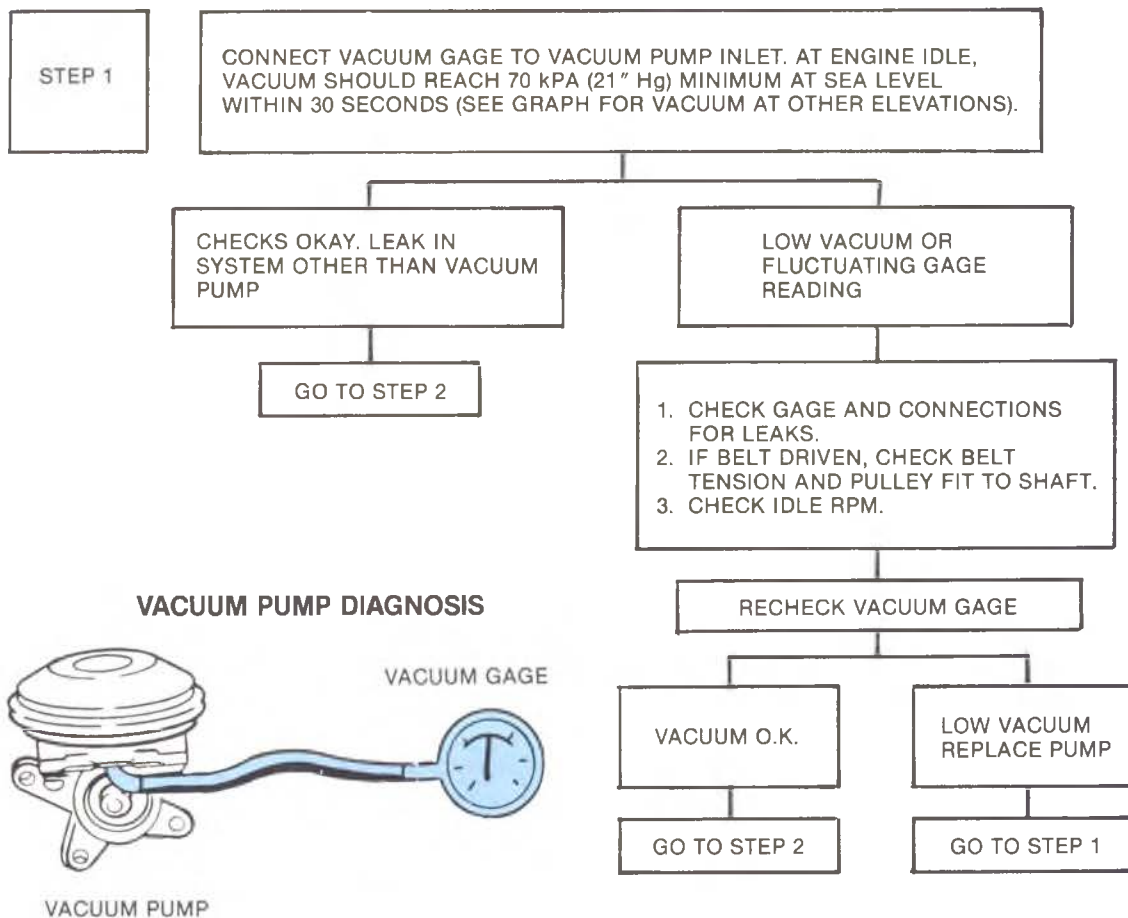 STEP 1
CONNECT VACUUM GAGE TO VACUUM PUMP INLET. AT ENGINE IDLE,
VACUUM SHOULD REACH 70 kPA (21" Hg) MINIMUM AT SEA LEVEL
WITHIN 30 SECONDS (SEE GRAPH FOR VACUUM AT OTHER ELEVATIONS).
CHECKS OKAY. LEAK IN
SYSTEM OTHER THAN VACUUM
PUMP
GO TO STEP 2
LOW VACUUM OR
FLUCTUATING GAGE
READING
1. CHECK GAGE AND CONNECTIONS
FOR LEAKS.
2. IF BELT DRIVEN, CHECK BELT
TENSION AND PULLEY FIT TO SHAFT.
3. CHECK IDLE RPM.
RECHECK VACUUM GAGE
VACUUM O.K.
GO TO STEP 2
LOW VACUUM
REPLACE PUMP
GO TO STEP 1
VACUUM PUMP DIAGNOSIS
VACUUM GAGE
VACUUM PUMP